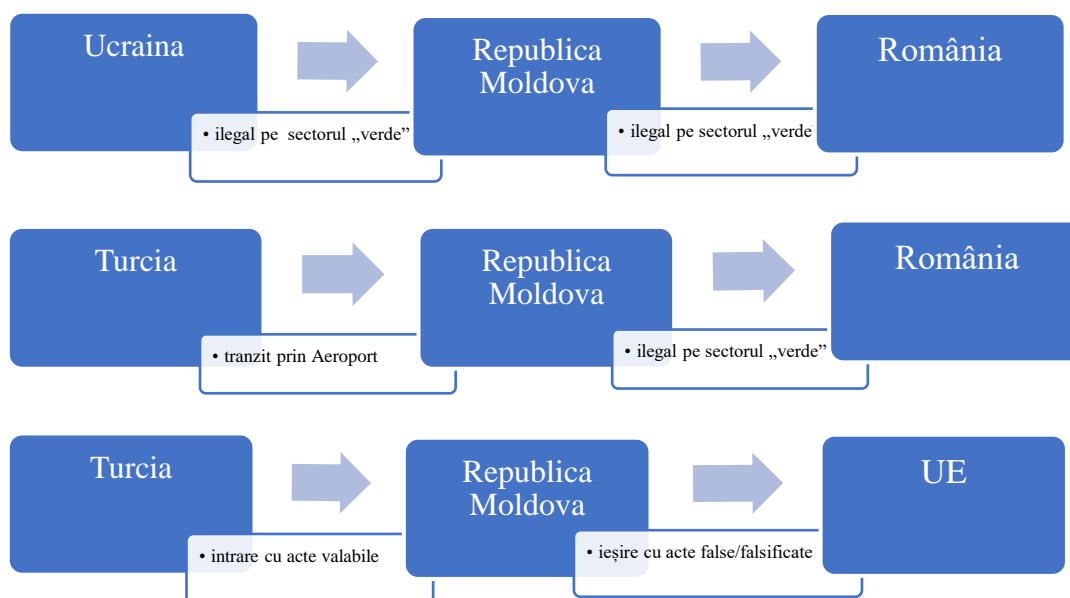 Ucraina
Republica
Moldova
România
• ilegal pe sectorul „verde”
• ilegal pe sectorul „verde
Turcia
Republica
Moldova
România
• tranzit prin Aeroport
• ilegal pe sectorul „verde”
Turcia
Republica
Moldova
UE
• intrare cu acte valabile
• ieșire cu acte false/falsificate